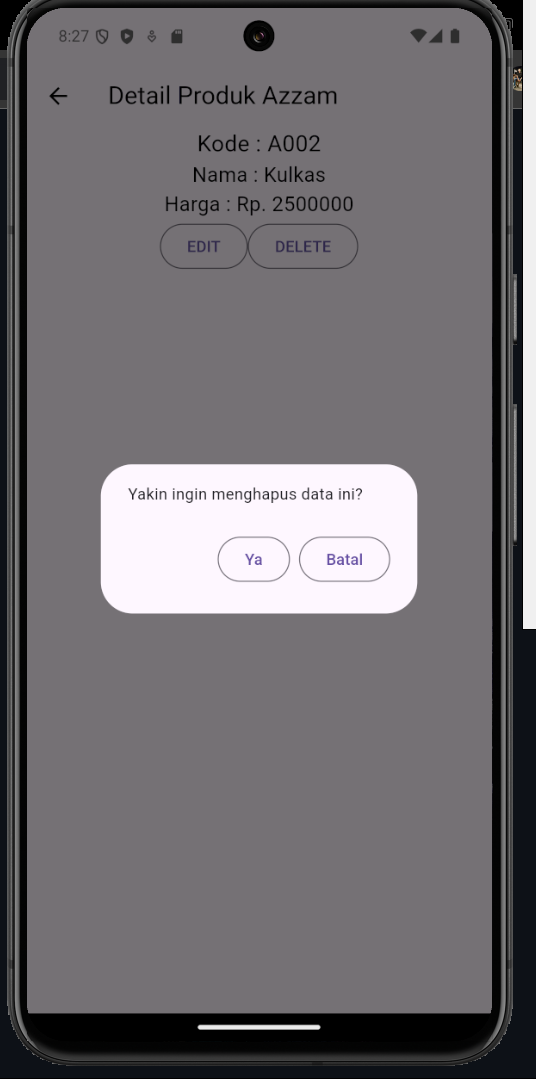 8:27
Detail Produk Azzam
Kode : A002
Nama : Kulkas
Harga : Rp. 2500000
EDIT DELETE
Yakin ingin menghapus data ini?
Ya Batal